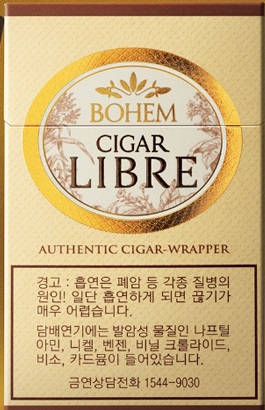 BOHEM
CIGAR
LIBRE
AUTHENTIC CIGAR-WRAPPER
경고 : 흡연은 폐암 등 각종 질병의
원인! 일단 흡연하게 되면 끊기가
매우 어렵습니다.
담배연기에는 발암성 물질인 나프틸
아민, 니켈, 벤젠, 비닐 크롤라이드,
비소, 카드뮴이 들어있습니다.
금연상담전화 1544-9030